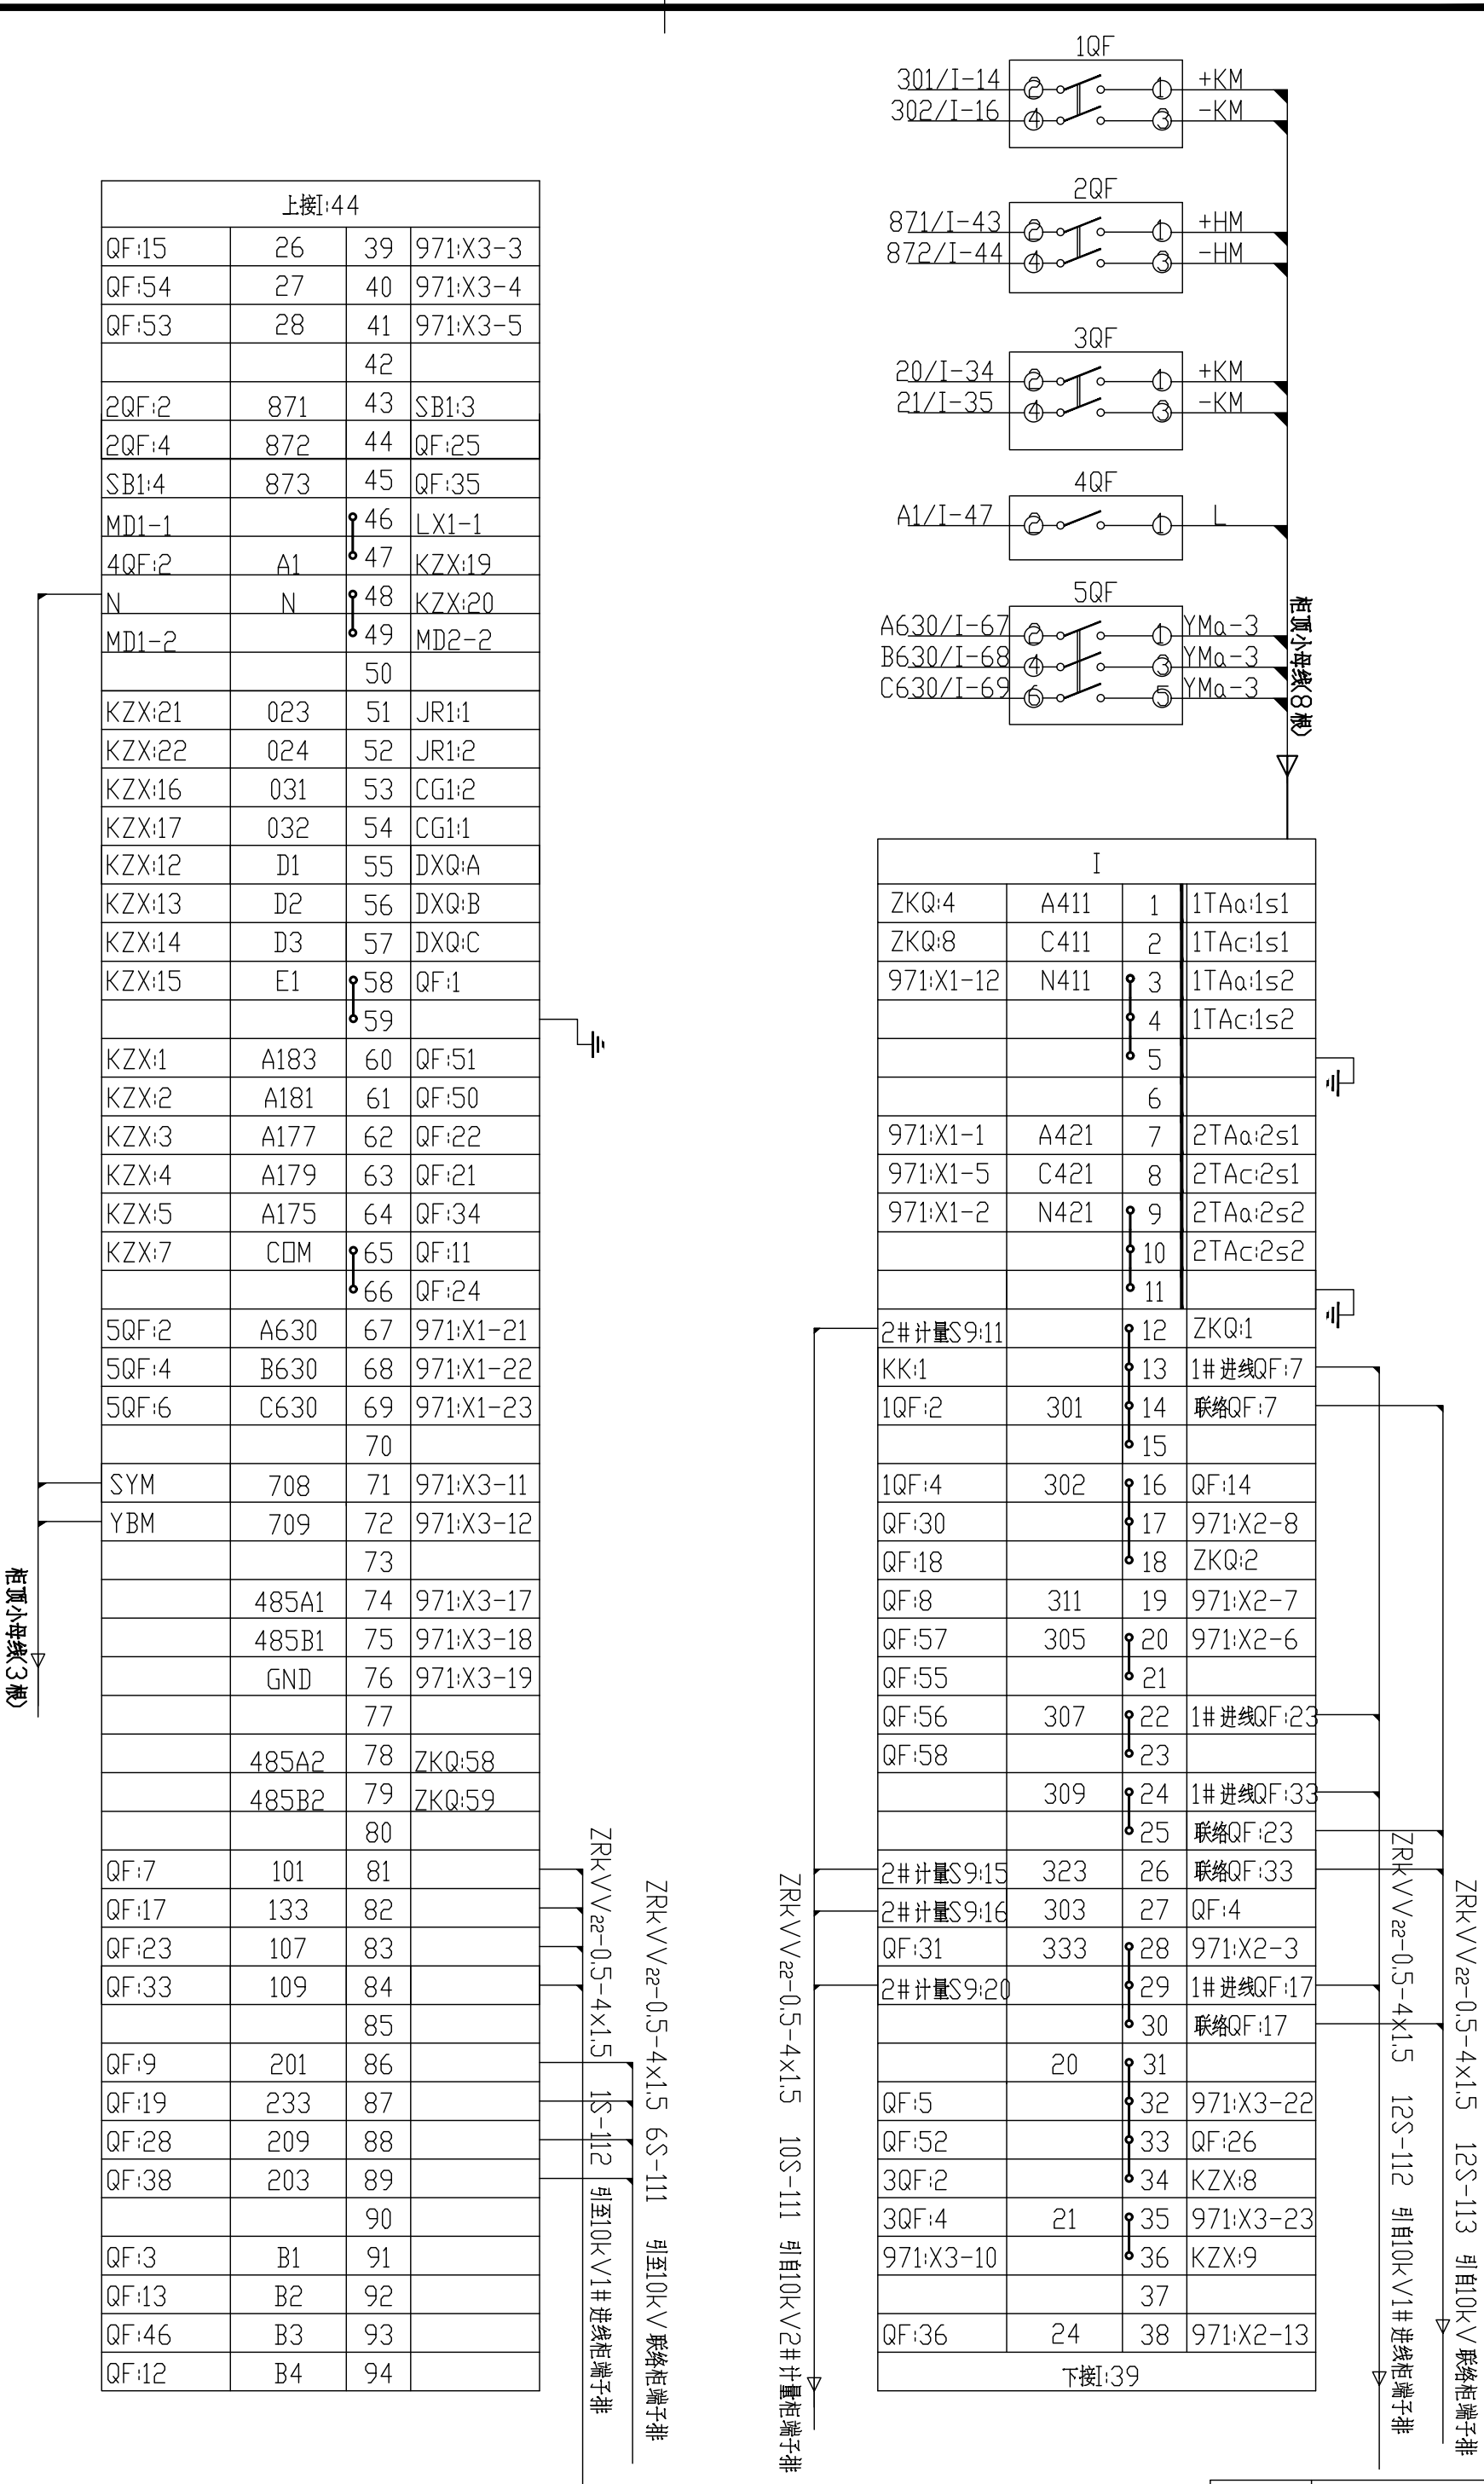 1QF
301/I-14 2 1 +KM
302/I-16 4 3 -KM
2QF
871/I-43 2 1 +HM
872/I-44 4 3 -HM
3QF
20/I-34 2 1 +KM
21/I-35 4 3 -KM
4QF
A1/I-47 2 1 L
5QF
A630/I-67 2 1 YMa-3
B630/I-68 4 3 YMa-3
C630/I-69 6 5 YMa-3
柜顶小母线(8根)
I
ZKQ:4 A411 1 1TAa:1s1
ZKQ:8 C411 2 1TAc:1s1
971:X1-12 N411 3 1TAa:1s2
4 1TAc:1s2
5
6
971:X1-1 A421 7 2TAa:2s1
971:X1-5 C421 8 2TAc:2s1
971:X1-2 N421 9 2TAa:2s2
10 2TAc:2s2
11
2#计量S9:11 12 ZKQ:1
KK:1 13 1#进线QF:7
1QF:2 301 14 联络QF:7
15
1QF:4 302 16 QF:14
QF:30 17 971:X2-8
QF:18 18 ZKQ:2
QF:8 311 19 971:X2-7
QF:57 305 20 971:X2-6
QF:55 21
QF:56 307 22 1#进线QF:23
QF:58 23
309 24 1#进线QF:33
25 联络QF:23
2#计量S9:15 323 26 联络QF:33
2#计量S9:16 303 27 QF:4
QF:31 333 28 971:X2-3
2#计量S9:20 29 1#进线QF:17
30 联络QF:17
20 31
QF:5 32 971:X3-22
QF:52 33 QF:26
3QF:2 34 KZX:8
3QF:4 21 35 971:X3-23
971:X3-10 36 KZX:9
37
QF:36 24 38 971:X2-13
下接I:39
ZRkVV22-0.5-4x1.5 10S-111 引自10kV2#计量柜端子排
ZRkVV22-0.5-4x1.5 12S-112 引自10kV1#进线柜端子排
ZRkVV22-0.5-4x1.5 12S-113 引自10kV联络柜端子排
上接I:44
QF:15 26 39 971:X3-3
QF:54 27 40 971:X3-4
QF:53 28 41 971:X3-5
42
2QF:2 871 43 SB1:3
2QF:4 872 44 QF:25
SB1:4 873 45 QF:35
MD1-1 46 LX1-1
4QF:2 A1 47 KZX:19
N N 48 KZX:20
MD1-2 49 MD2-2
50
KZX:21 023 51 JR1:1
KZX:22 024 52 JR1:2
KZX:16 031 53 CG1:2
KZX:17 032 54 CG1:1
KZX:12 D1 55 DXQ:A
KZX:13 D2 56 DXQ:B
KZX:14 D3 57 DXQ:C
KZX:15 E1 58 QF:1
59
KZX:1 A183 60 QF:51
KZX:2 A181 61 QF:50
KZX:3 A177 62 QF:22
KZX:4 A179 63 QF:21
KZX:5 A175 64 QF:34
KZX:7 COM 65 QF:11
66 QF:24
5QF:2 A630 67 971:X1-21
5QF:4 B630 68 971:X1-22
5QF:6 C630 69 971:X1-23
70
SYM 708 71 971:X3-11
YBM 709 72 971:X3-12
73
485A1 74 971:X3-17
485B1 75 971:X3-18
GND 76 971:X3-19
77
485A2 78 ZKQ:58
485B2 79 ZKQ:59
80
QF:7 101 81
QF:17 133 82
QF:23 107 83
QF:33 109 84
85
QF:9 201 86
QF:19 233 87
QF:28 209 88
QF:38 203 89
90
QF:3 B1 91
QF:13 B2 92
QF:46 B3 93
QF:12 B4 94
柜顶小母线(3根)
ZRkVV22-0.5-4x1.5 1S-112 引至10kV1#进线柜端子排
ZRkVV22-0.5-4x1.5 6S-111 引至10kV联络柜端子排